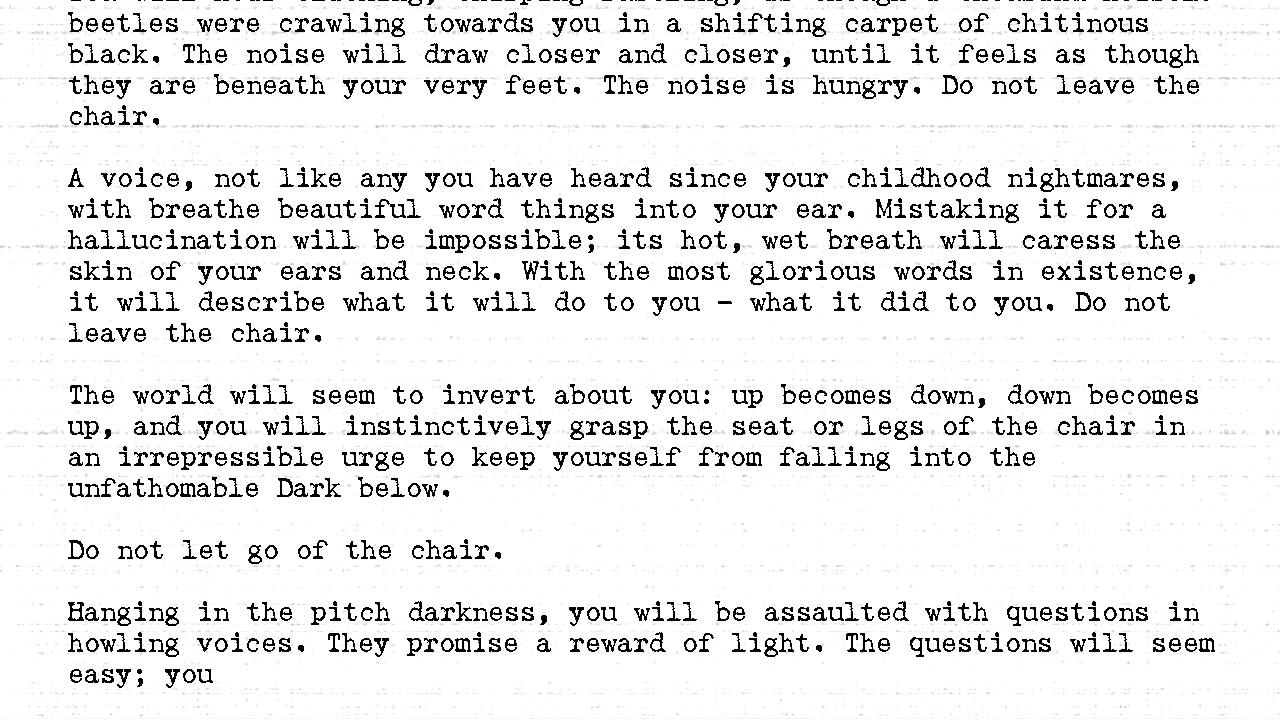 beetles were crawling towards you in a shifting carpet of chitinous
black. The noise will draw closer and closer, until it feels as though
they are beneath your very feet. The noise is hungry. Do not leave the
chair.
A voice, not like any you have heard since your childhood nightmares,
with breathe beautiful word things into your ear. Mistaking it for a
hallucination will be impossible; its hot, wet breath will caress the
skin of your ears and neck. With the most glorious words in existence,
it will describe what it will do to you - what it did to you. Do not
leave the chair.
The world will seem to invert about you: up becomes down, down becomes
up, and you will instinctively grasp the seat or legs of the chair in
an irrepressible urge to keep yourself from falling into the
unfathomable Dark below.
Do not let go of the chair.
Hanging in the pitch darkness, you will be assaulted with questions in
howling voices. They promise a reward of light. The questions will seem
easy; you